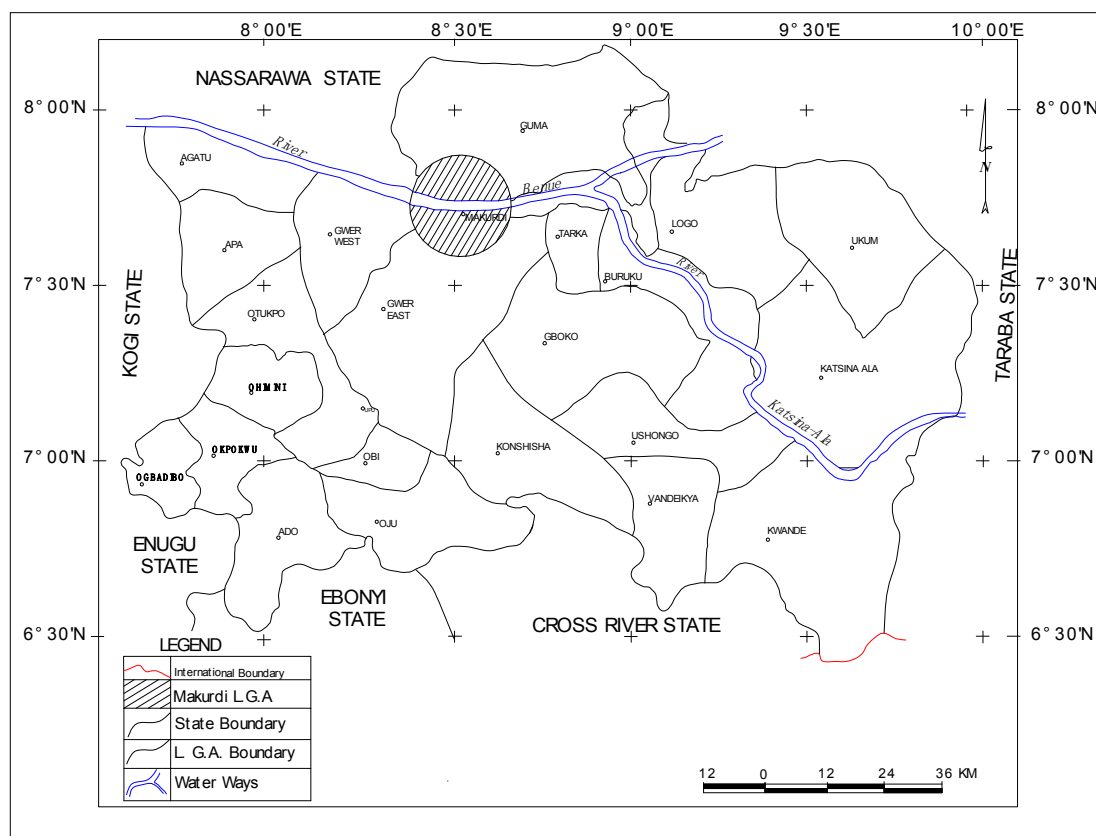 8° 00'E 8° 30'E 9° 00'E 9° 30'E 10° 00'E
NASSARAWA STATE
8° 00'N 8° 00'N
GUMA
River
AGATU
N
Benue
MAKURDI
LOGO
GWER
WEST
TARKA
APA
UKUM
River
7° 30'N 7° 30'N
BURUKU
KOGI STATE
TARABA STATE
GWER
EAST
OTUKPO
GBOKO
KATSINA ALA
OHIMINI
Katsina-Ala
USHONGO
KONSHISHA
OKPOKWU
OBI
7° 00'N 7° 00'N
OGBADIBO
VANDEIKYA
OJU
ADO
KWANDE
ENUGU
STATE
EBONYI
STATE
CROSS RIVER STATE
6° 30'N 6° 30'N
LEGEND
International Boundary
Makurdi L.G.A
State Boundary
L. G.A. Boundary
Water Ways
12 0 12 24 36 KM